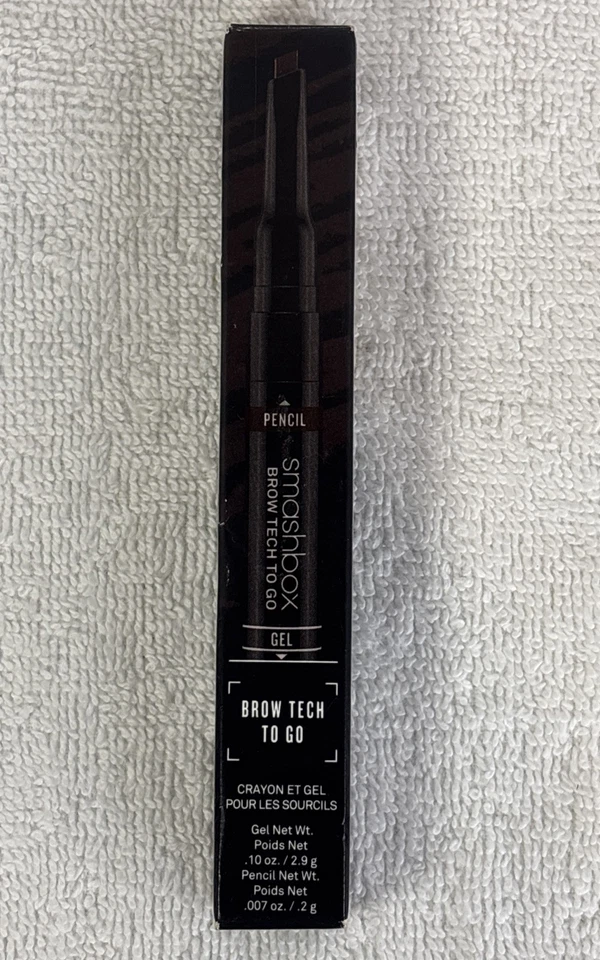 PENCIL
smashbox
BROW TECH TO GO
GEL
BROW TECH
TO GO
CRAYON ET GEL
POUR LES SOURCILS
Gel Net Wt.
Poids Net
.10 oz. / 2.9 g
Pencil Net Wt.
Poids Net
.007 oz. / .2 g